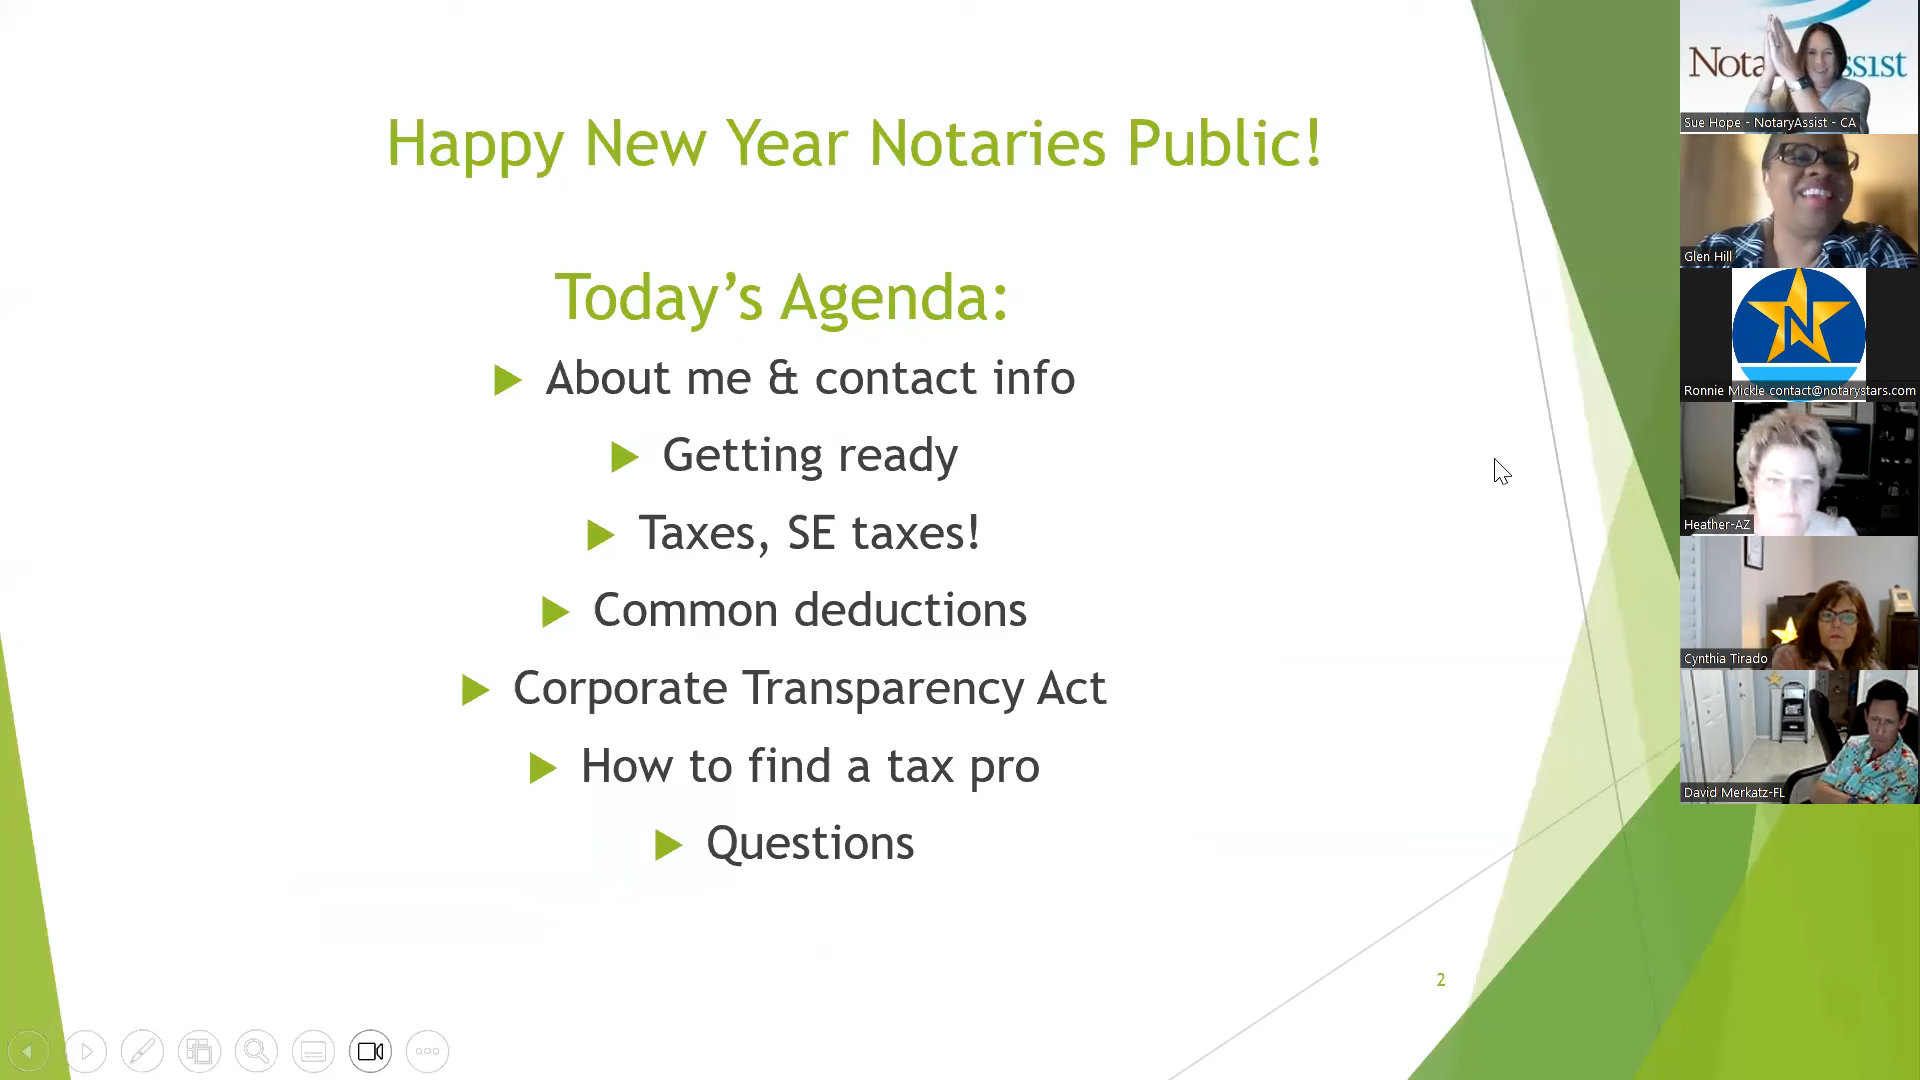 Happy New Year Notaries Public!
Today’s Agenda:
About me & contact info
Getting ready
Taxes, SE taxes!
Common deductions
Corporate Transparency Act
How to find a tax pro
Questions
2
Nota ssist
Sue Hope - NotaryAssist - CA
Glen Hill
N
Ronnie Mickle contact@notarystars.com
Heather-AZ
Cynthia Tirado
David Merkatz-FL